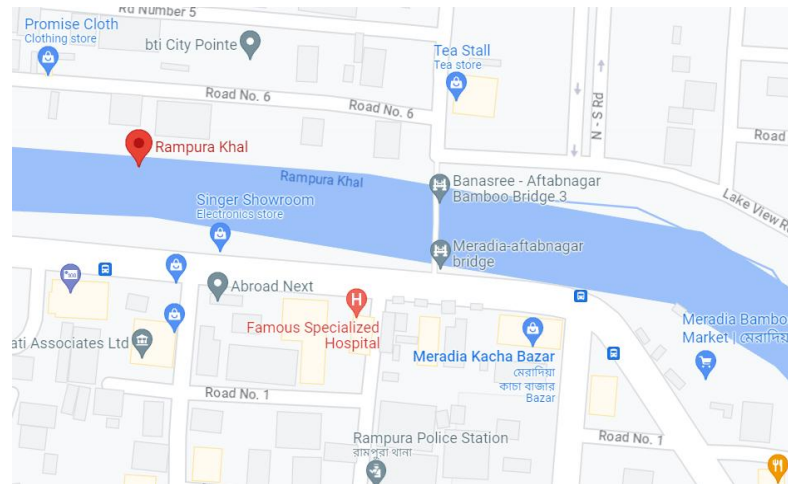 Rd Number 5
Promise Cloth
Clothing store
bti City Pointe
Tea Stall
Tea store
Road No. 6
Road No. 6
N - S Rd
Road
Rampura Khal
Rampura Khal
Banasree - Aftabnagar
Bamboo Bridge 3
Singer Showroom
Electronics store
Lake View R
Meradia-aftabnagar
bridge
Abroad Next
H
Famous Specialized
Hospital
ati Associates Ltd
Meradia Kacha Bazar
মেরাদিয়া
কাচা বাজার
Bazar
Meradia Bambo
Market | মেরাদিয়
Road No. 1
Road No. 1
Rampura Police Station
রামপুরা থানা